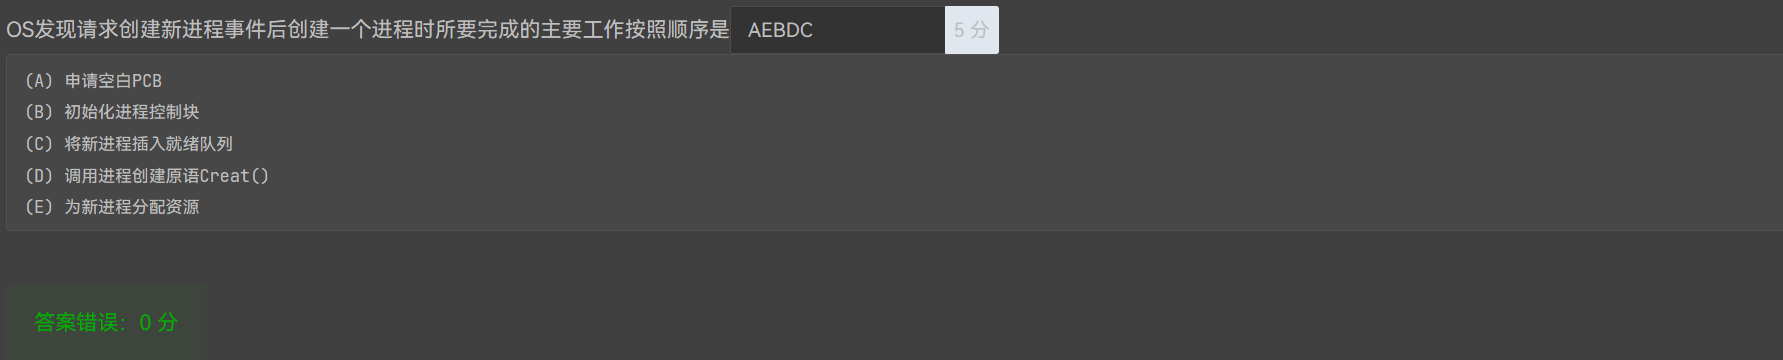 OS发现请求创建新进程事件后创建一个进程时所要完成的主要工作按照顺序是 AEBDC 5 分
(A) 申请空白PCB
(B) 初始化进程控制块
(C) 将新进程插入就绪队列
(D) 调用进程创建原语Creat()
(E) 为新进程分配资源
答案错误：0 分